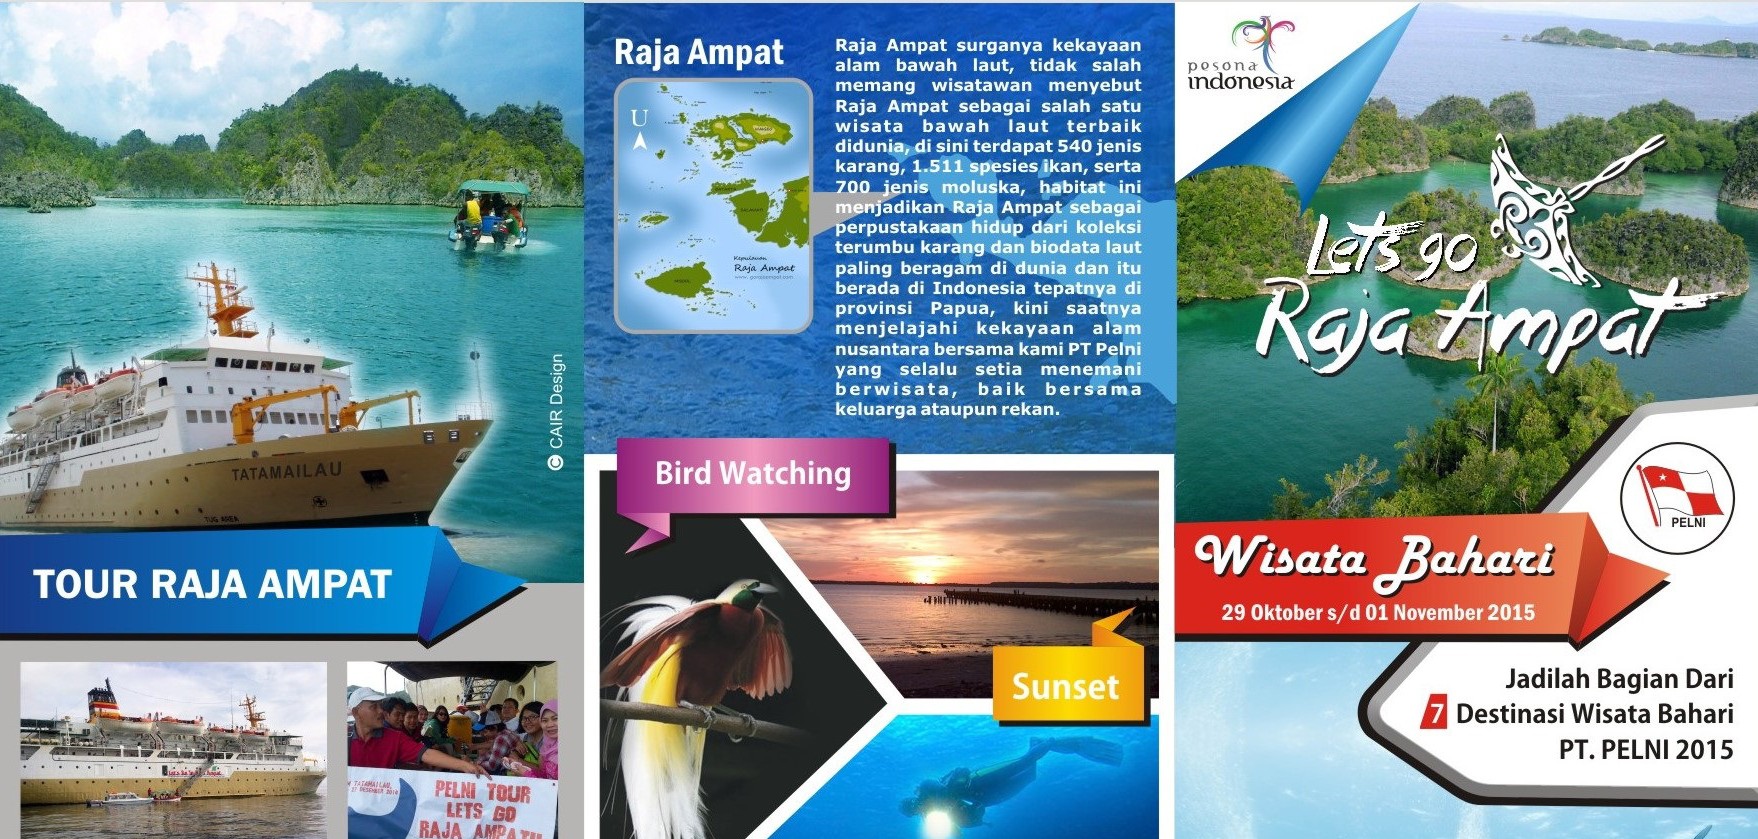 © CAIR Design
TATAMAILAU
TUG AREA
TOUR RAJA AMPAT
PELNI TOUR
LETS GO
RAJA AMPAT
Raja Ampat
U
Kepulauan
Raja Ampat
Raja Ampat surganya kekayaan
alam bawah laut, tidak salah
memang wisatawan menyebut
Raja Ampat sebagai salah satu
wisata bawah laut terbaik
didunia, di sini terdapat 540 jenis
karang, 1.511 spesies ikan, serta
700 jenis moluska, habitat ini
menjadikan Raja Ampat sebagai
perpustakaan hidup dari koleksi
terumbu karang dan biodata laut
paling beragam di dunia dan itu
berada di Indonesia tepatnya di
provinsi Papua, kini saatnya
menjelajahi kekayaan alam
nusantara bersama kami PT Pelni
yang selalu setia menemani
berwisata, baik bersama
keluarga ataupun rekan.
Bird Watching
Sunset
pesona
indonesia
Lets go
Raja Ampat
PELNI
Wisata Bahari
29 Oktober s/d 01 November 2015
Jadilah Bagian Dari
7 Destinasi Wisata Bahari
PT. PELNI 2015